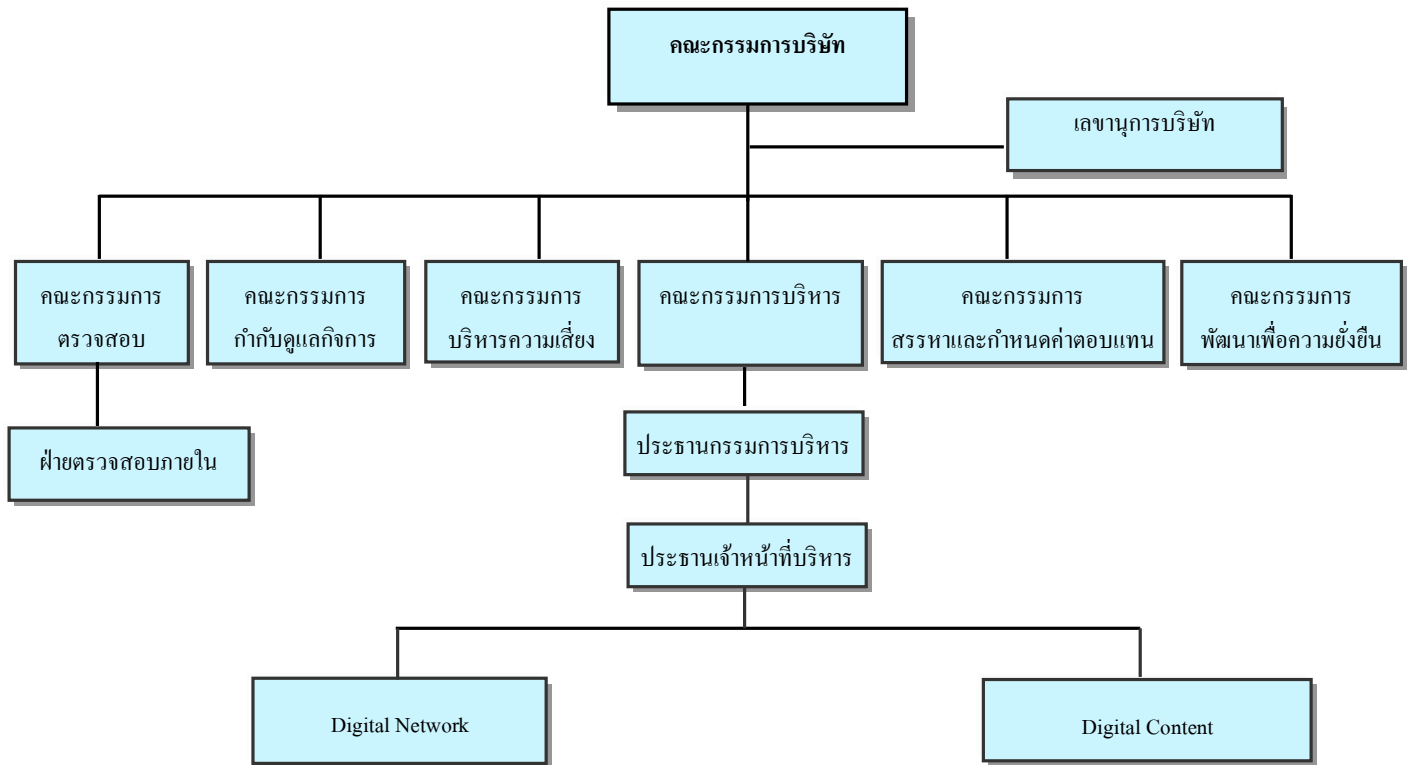 คณะกรรมการบริษัท
เลขานุการบริษัท
คณะกรรมการ
ตรวจสอบ
คณะกรรมการ
กำกับดูแลกิจการ
คณะกรรมการ
บริหารความเสี่ยง
คณะกรรมการบริหาร
คณะกรรมการ
สรรหาและกำหนดค่าตอบแทน
คณะกรรมการ
พัฒนาเพื่อความยั่งยืน
ฝ่ายตรวจสอบภายใน
ประธานกรรมการบริหาร
ประธานเจ้าหน้าที่บริหาร
Digital Network
Digital Content